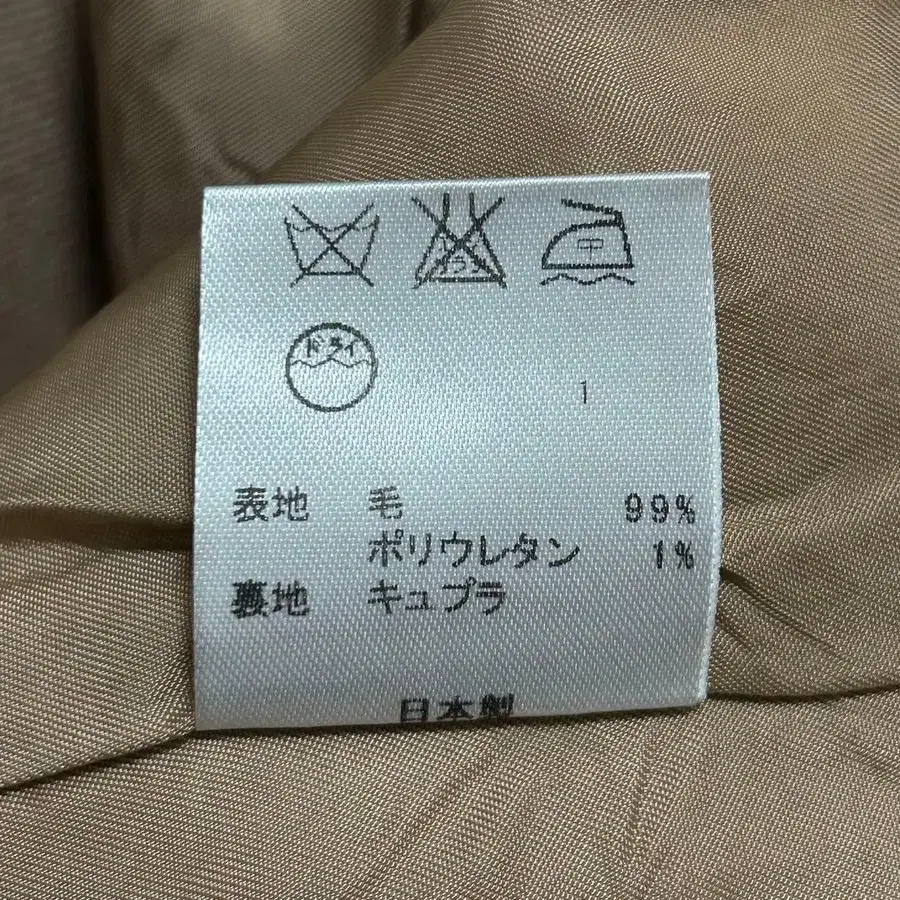 中
ドライ
1
表地 毛 99%
ポリウレタン 1%
裏地 キュプラ
日本製